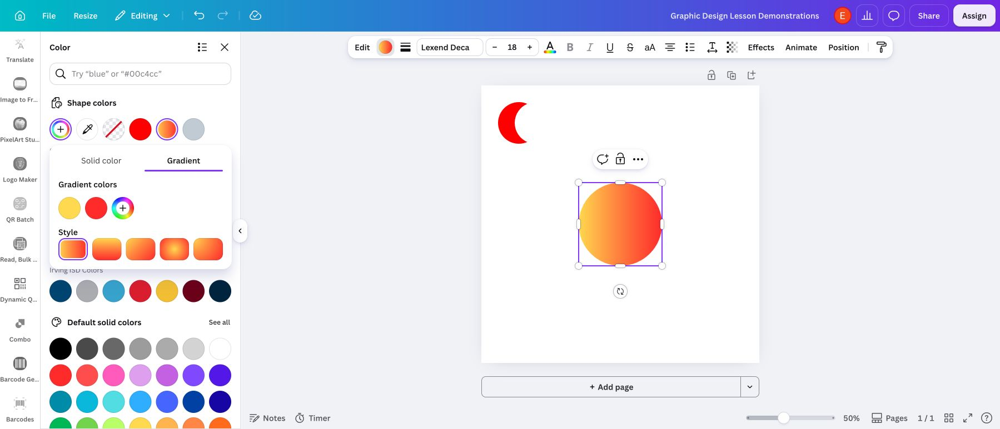 File
Resize
Editing
Graphic Design Lesson Demonstrations
E
Share
Assign
Translate
Image to Fr...
PixelArt Stu...
Logo Maker
QR Batch
Read, Bulk ...
Dynamic Q...
Combo
Barcode Ge...
Barcodes
Color
Try “blue” or “#00c4cc”
Shape colors
Solid color
Gradient
Gradient colors
Style
Irving ISD Colors
Default solid colors
See all
Edit
Lexend Deca
– 18 +
A
B
I
U
S
aA
T
Effects
Animate
Position
+ Add page
Notes
Timer
50%
Pages
1 / 1
?